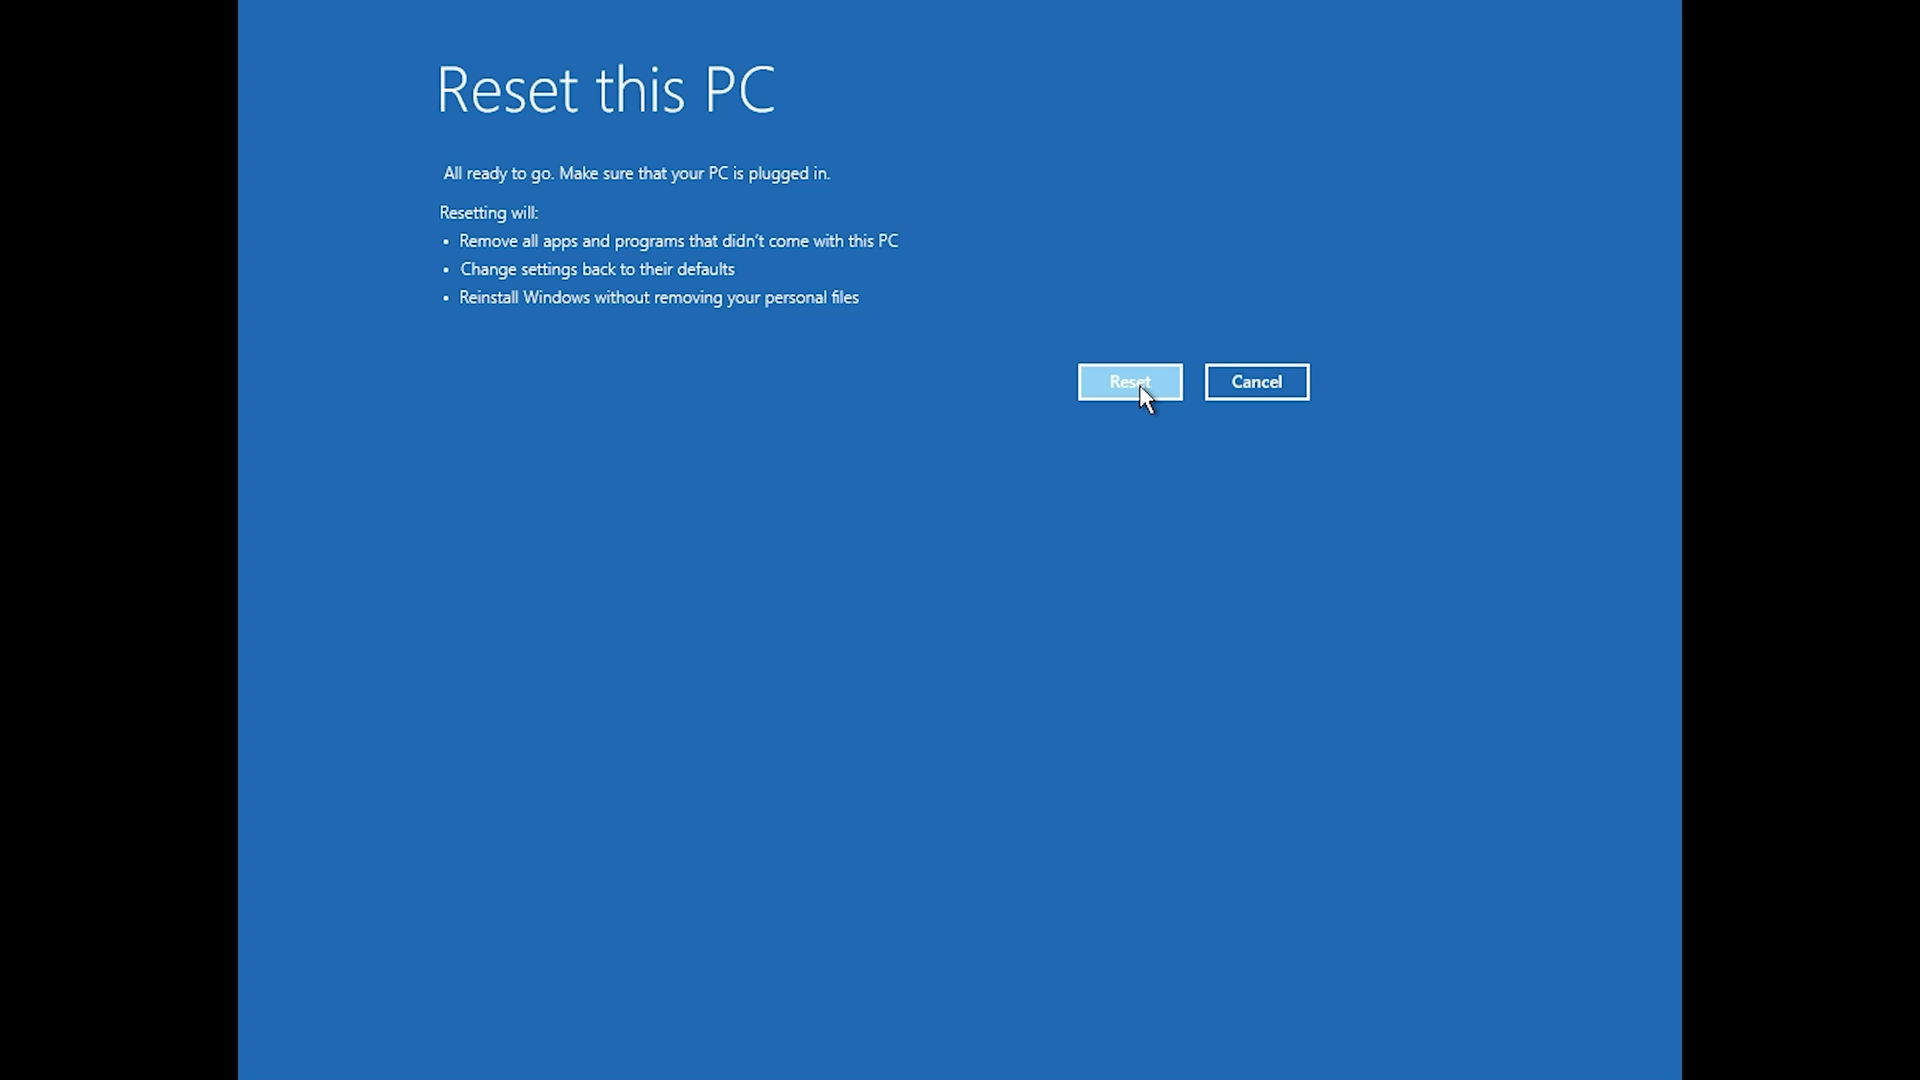 Reset this PC
All ready to go. Make sure that your PC is plugged in.
Resetting will:
• Remove all apps and programs that didn't come with this PC
• Change settings back to their defaults
• Reinstall Windows without removing your personal files
Reset Cancel